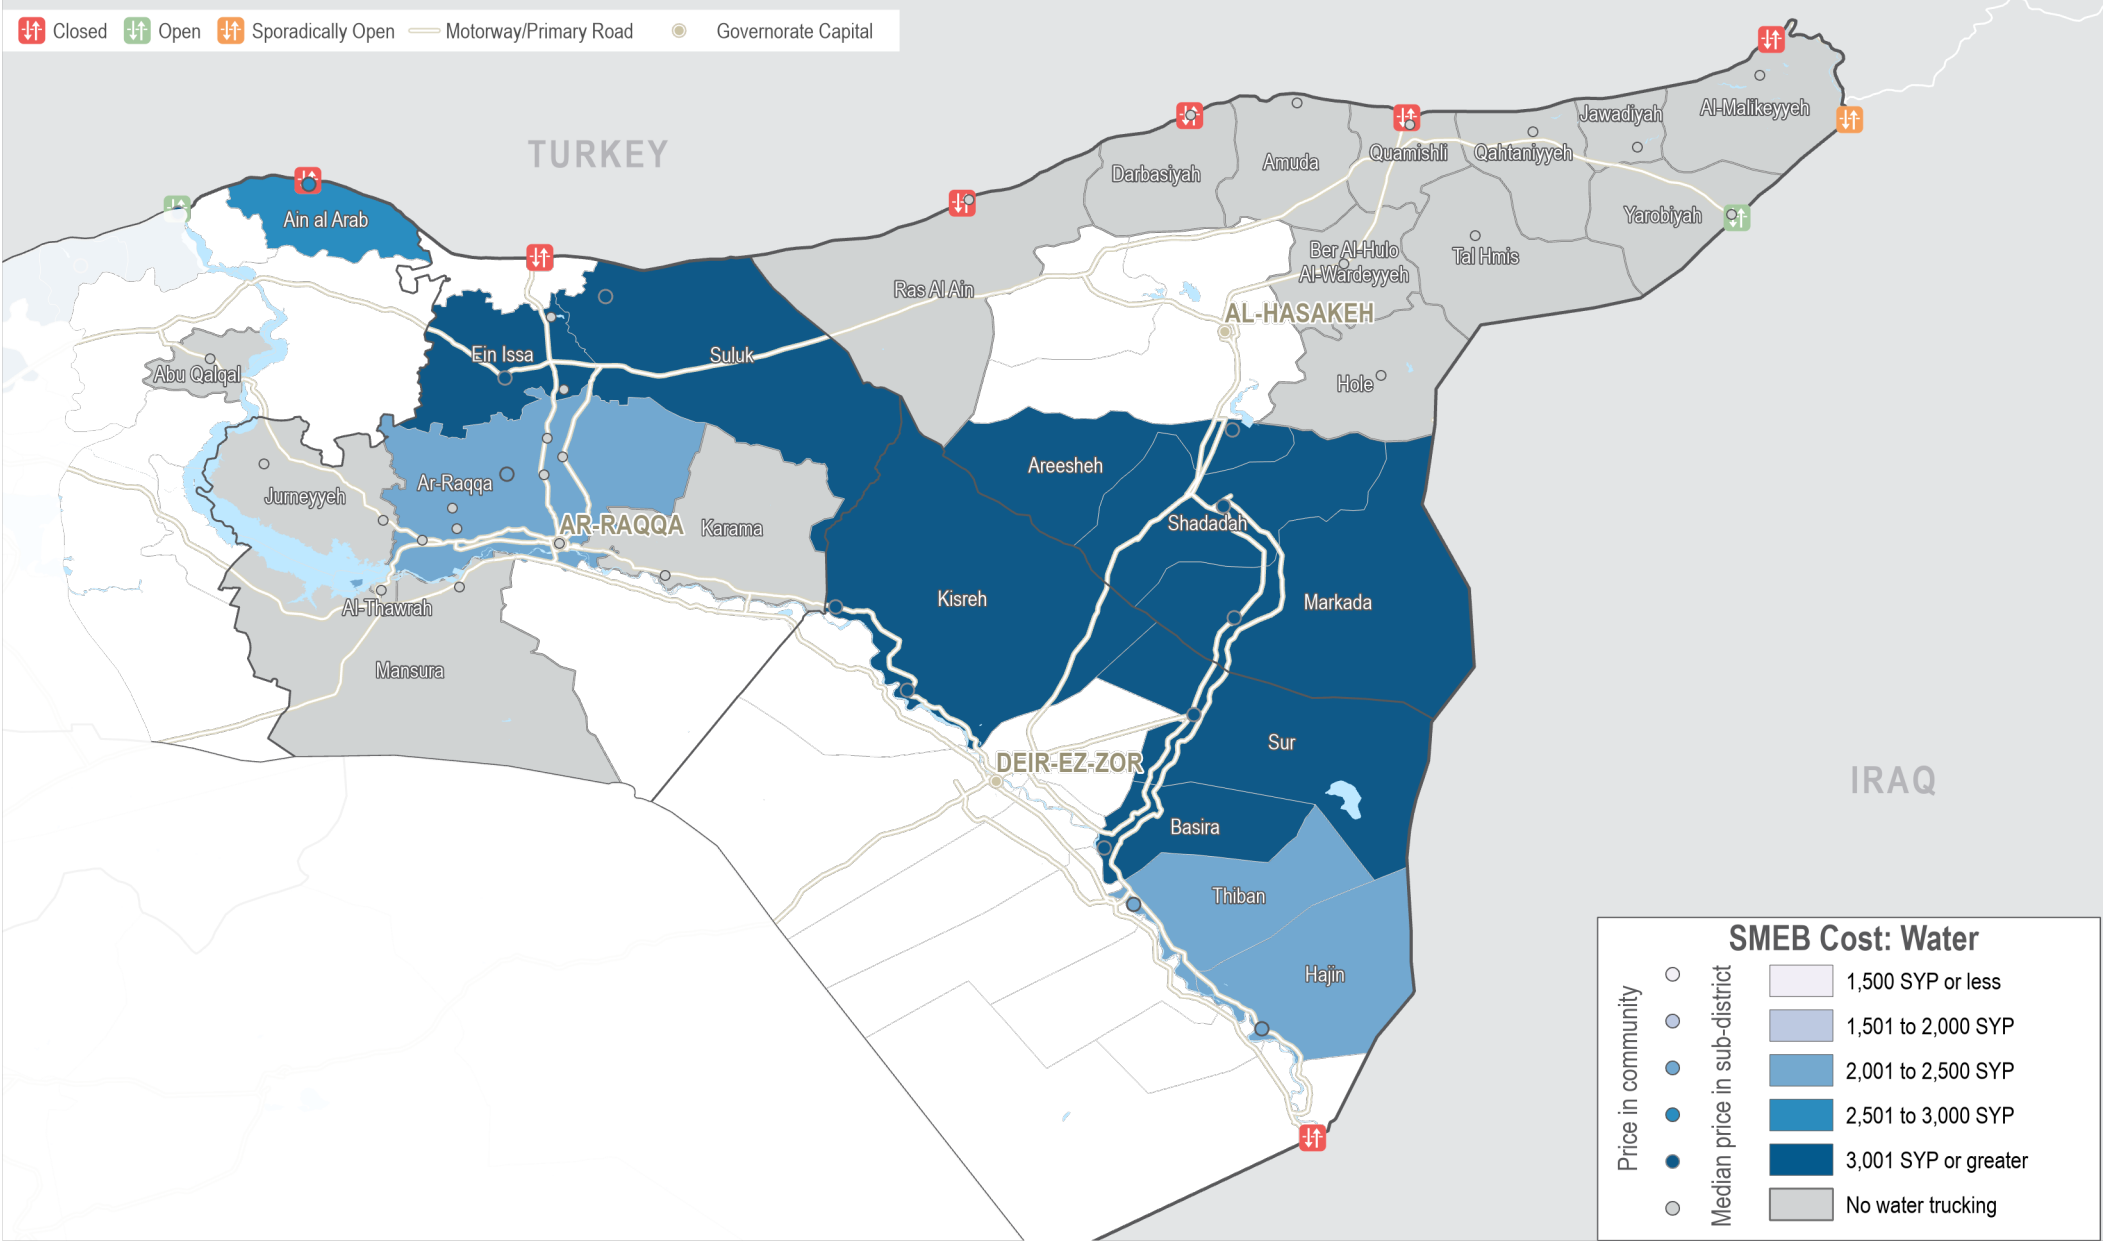 Closed
Open
Sporadically Open
Motorway/Primary Road
Governorate Capital
TURKEY
Al-Malikeyyeh
Jawadiyah
Quamishli
Qahtaniyyeh
Amuda
Darbasiyah
Yarobiyah
Ain al Arab
Ber Al-Hulo
Al-Wardeyyeh
Tal Hmis
Ras Al Ain
AL-HASAKEH
Ein Issa
Suluk
Abu Qalqal
Hole
Areesheh
Ar-Raqqa
Jurneyyeh
AR-RAQQA
Karama
Shadadah
Kisreh
Markada
Al-Thawrah
Mansura
Sur
DEIR-EZ-ZOR
IRAQ
Basira
Thiban
Hajin
SMEB Cost: Water
Price in community
Median price in sub-district
1,500 SYP or less
1,501 to 2,000 SYP
2,001 to 2,500 SYP
2,501 to 3,000 SYP
3,001 SYP or greater
No water trucking